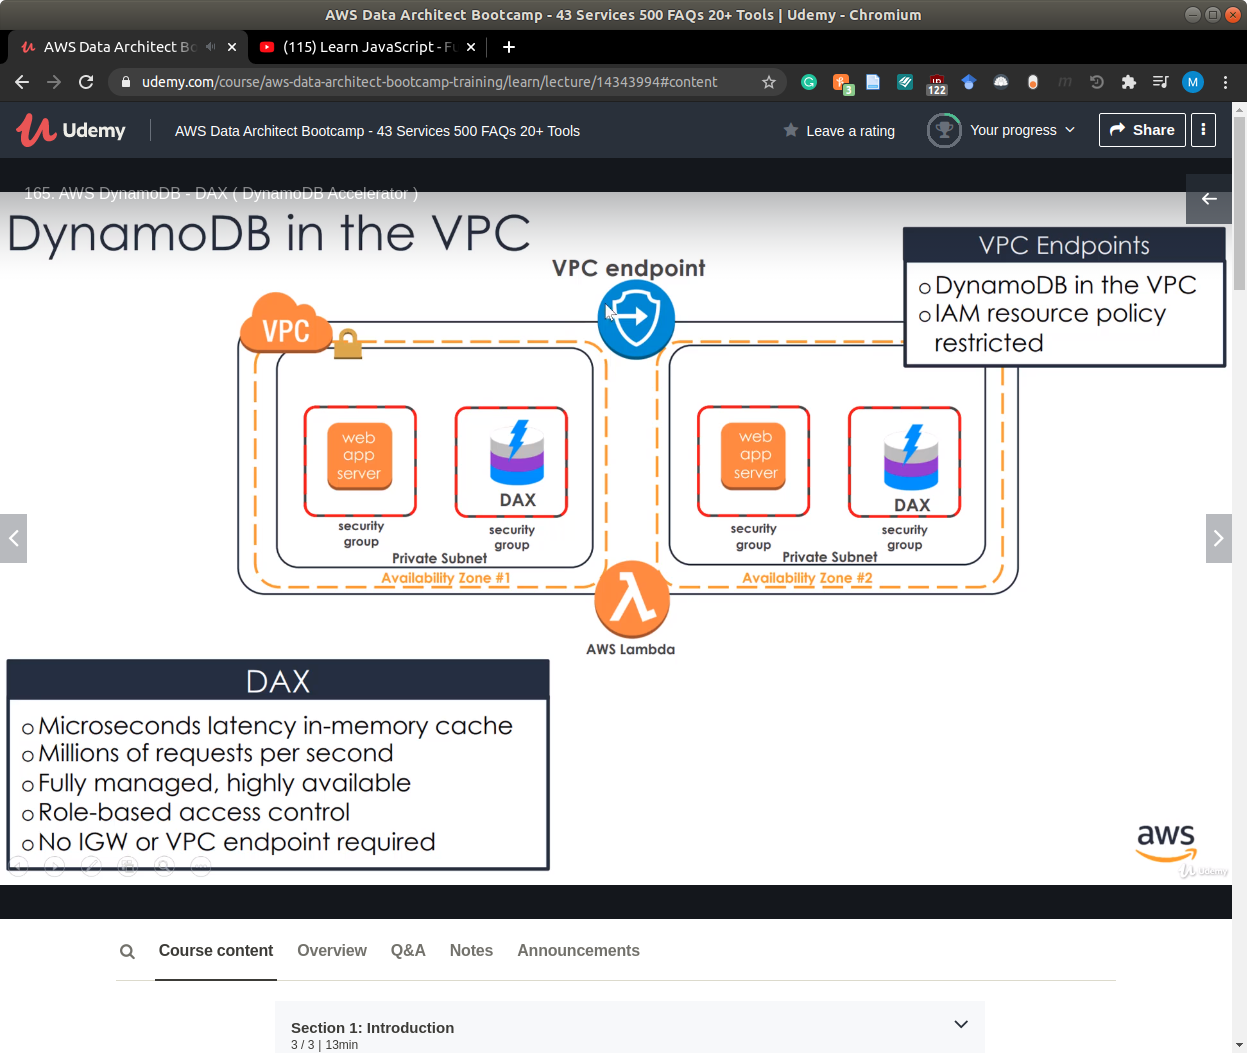 AWS Data Architect Bootcamp - 43 Services 500 FAQs 20+ Tools | Udemy - Chromium
AWS Data Architect Bo
(115) Learn JavaScript - Fu
udemy.com/course/aws-data-architect-bootcamp-training/learn/lecture/14343994#content
3
122
M
Udemy
AWS Data Architect Bootcamp - 43 Services 500 FAQs 20+ Tools
Leave a rating
Your progress
Share
165. AWS DynamoDB - DAX ( DynamoDB Accelerator )
DynamoDB in the VPC
VPC Endpoints
DynamoDB in the VPC
IAM resource policy
restricted
VPC endpoint
VPC
web
app
server
security
group
DAX
security
group
Private Subnet
Availability Zone #1
web
app
server
security
group
DAX
security
group
Private Subnet
Availability Zone #2
AWS Lambda
DAX
Microseconds latency in-memory cache
Millions of requests per second
Fully managed, highly available
Role-based access control
No IGW or VPC endpoint required
aws
Udemy
Course content
Overview
Q&A
Notes
Announcements
Section 1: Introduction
3 / 3 | 13min